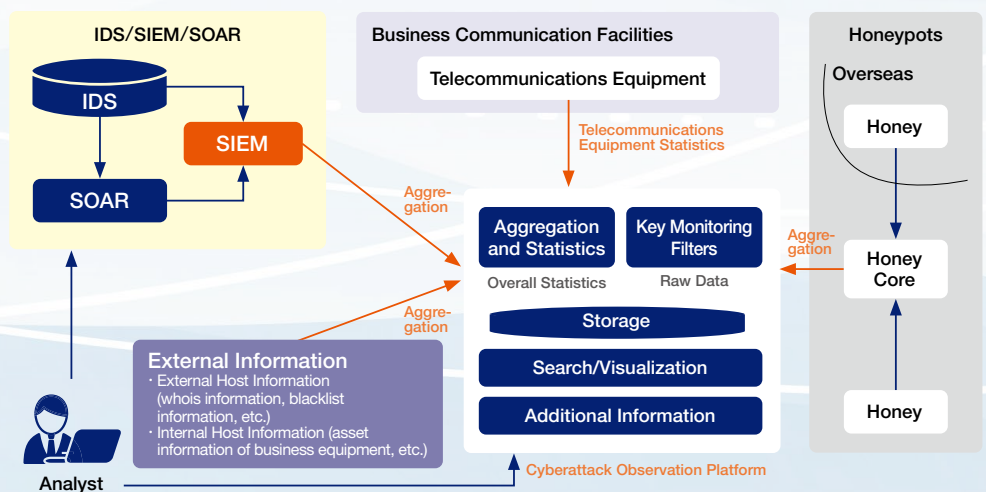 IDS/SIEM/SOAR
IDS
SIEM
SOAR
Business Communication Facilities
Telecommunications Equipment
Telecommunications
Equipment Statistics
Honeypots
Overseas
Honey
Honey
Core
Honey
Aggre-
gation
Aggre-
gation
Aggre-
gation
Aggregation
and Statistics
Key Monitoring
Filters
Overall Statistics
Raw Data
Storage
Search/Visualization
Additional Information
Cyberattack Observation Platform
External Information
· External Host Information
(whois information, blacklist
information, etc.)
· Internal Host Information (asset
information of business equipment, etc.)
Analyst